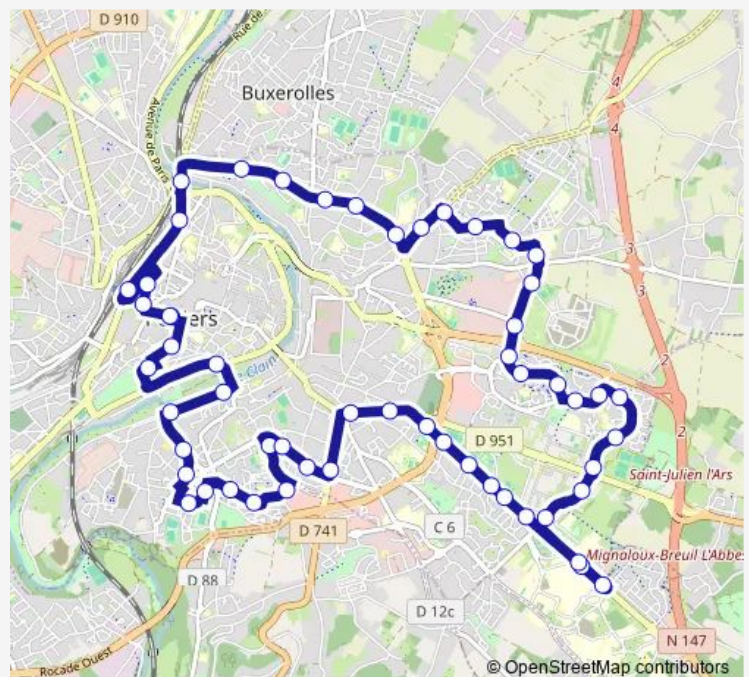 D 910
Rue de
Buxerolles
Avenue de Paris
4
4
3
3
Clain
2
D 951
2
Saint-Julien l'Ars
D 741
C 6
Mignaloux-Breuil L'Abbe
D 88
D 12c
N 147
Rocade Ouest
© OpenStreetMap contributors